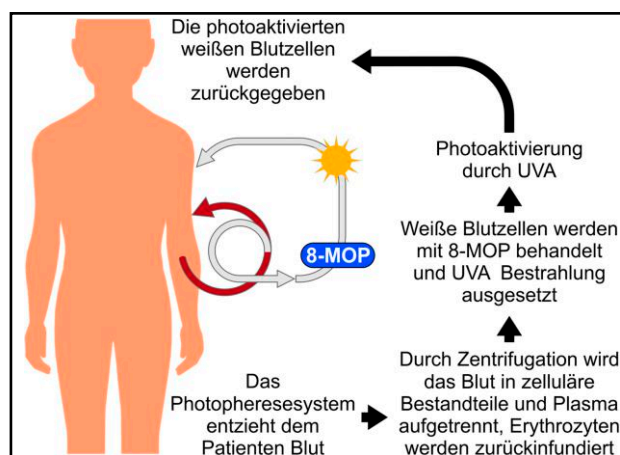 Die photoaktivierten
weißen Blutzellen
werden
zurückgegeben
Photoaktivierung
durch UVA
Weiße Blutzellen werden
mit 8-MOP behandelt
und UVA Bestrahlung
ausgesetzt
8-MOP
Das
Photopheresesystem
entzieht dem
Patienten Blut
Durch Zentrifugation wird
das Blut in zelluläre
Bestandteile und Plasma
aufgetrennt, Erythrozyten
werden zurückinfundiert